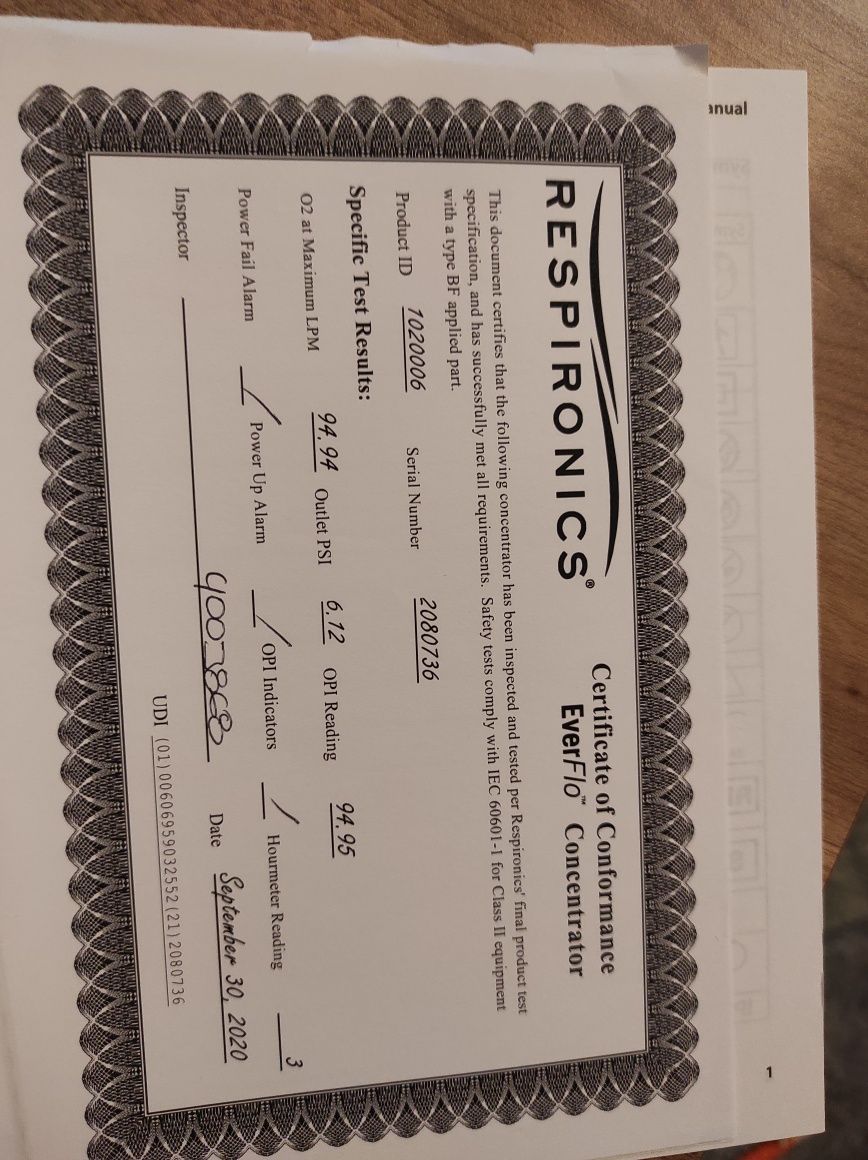 RESPIRONICS®
Certificate of Conformance
EverFlo™ Concentrator
This document certifies that the following concentrator has been inspected and tested per Respironics' final product test
specification, and has successfully met all requirements. Safety tests comply with IEC 60601-1 for Class II equipment
with a type BF applied part.
Product ID 1020006 Serial Number 2080736
Specific Test Results:
O2 at Maximum LPM 94.94 Outlet PSI 6.12 OPI Reading 94.95
Power Fail Alarm ✓ Power Up Alarm ✓ OPI Indicators ✓ Hourmeter Reading 3
Inspector Date September 30, 2020
UDI (01)00606959032552(21)2080736
anual
1